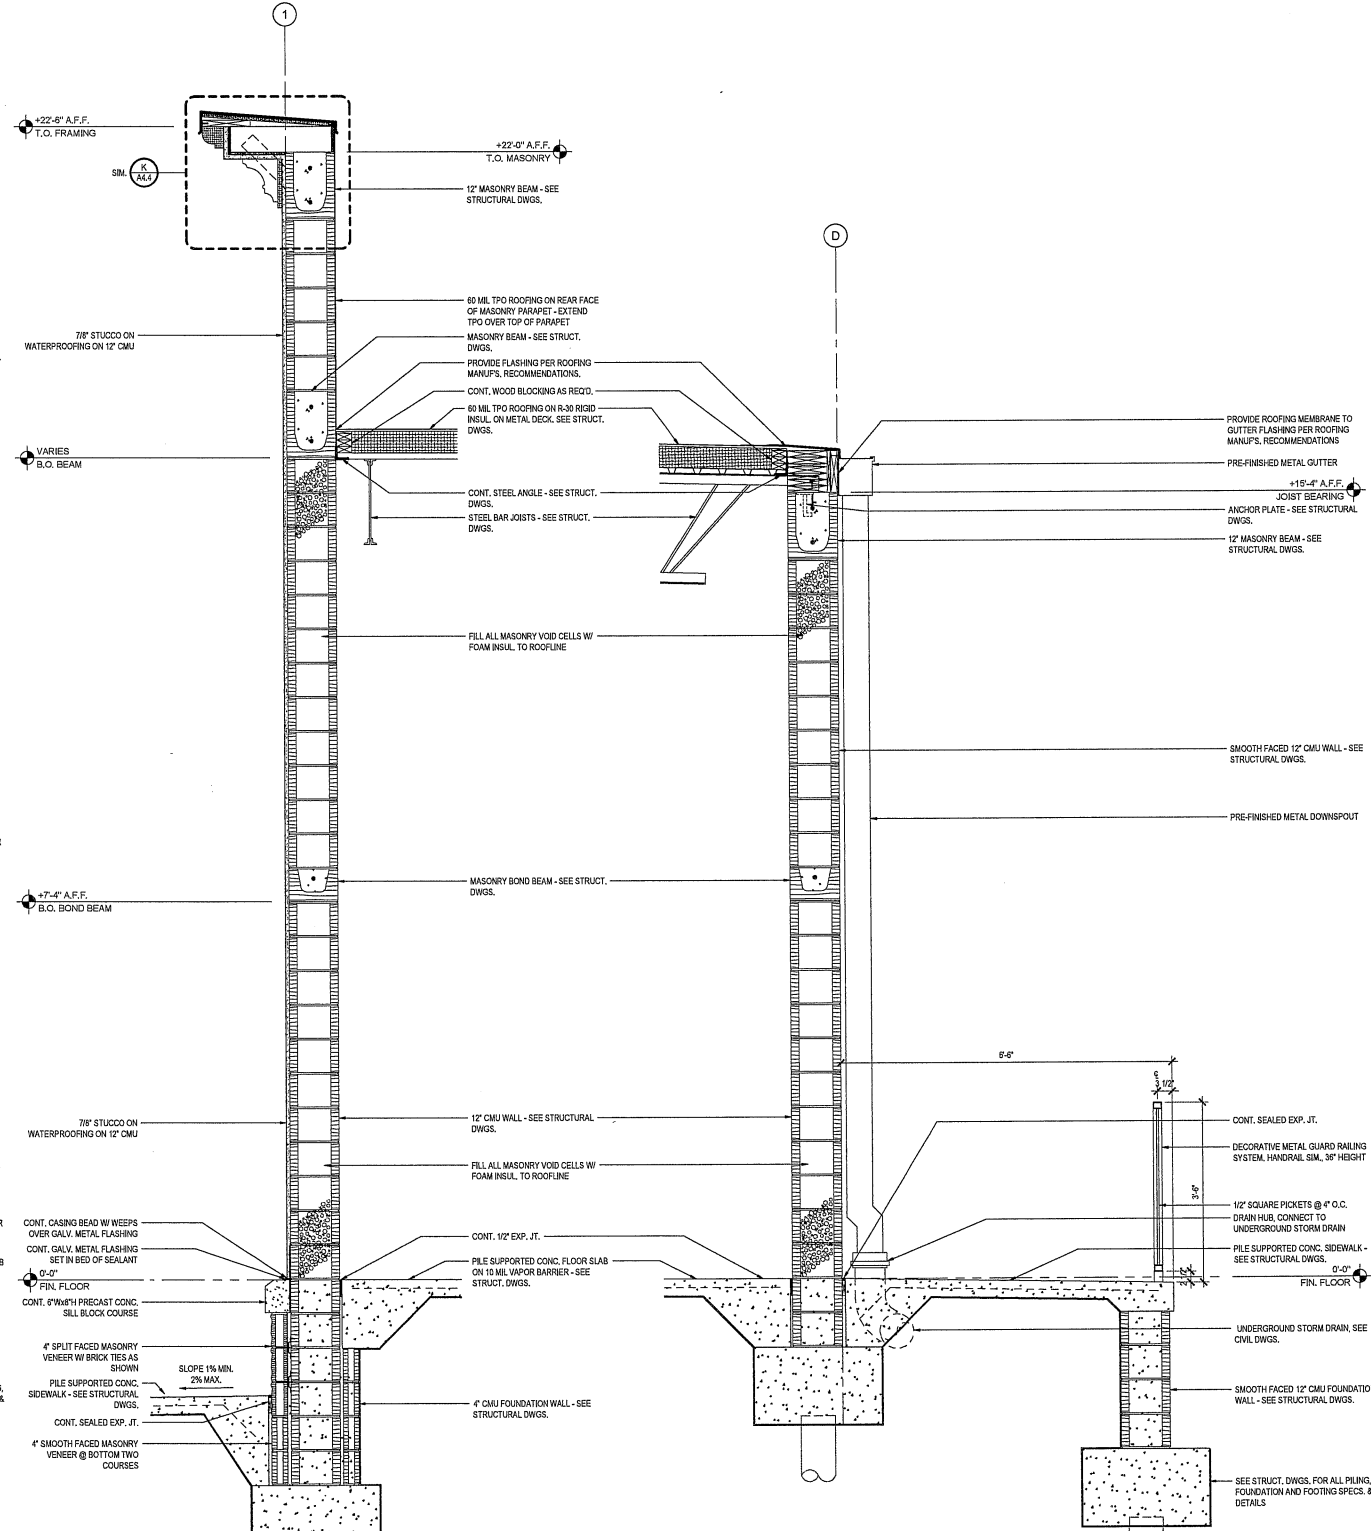 1
+22'-6" A.F.F.
T.O. FRAMING
+22'-0" A.F.F.
T.O. MASONRY
SIM.
K
A4.4
12" MASONRY BEAM - SEE
STRUCTURAL DWGS.
D
60 MIL TPO ROOFING ON REAR FACE
OF MASONRY PARAPET - EXTEND
TPO OVER TOP OF PARAPET
7/8" STUCCO ON
WATERPROOFING ON 12" CMU
MASONRY BEAM - SEE STRUCT.
DWGS.
PROVIDE FLASHING PER ROOFING
MANUF'S. RECOMMENDATIONS.
CONT. WOOD BLOCKING AS REQ'D.
60 MIL TPO ROOFING ON R-30 RIGID
INSUL. ON METAL DECK. SEE STRUCT.
DWGS.
PROVIDE ROOFING MEMBRANE TO
GUTTER FLASHING PER ROOFING
MANUF'S. RECOMMENDATIONS
VARIES
B.O. BEAM
PRE-FINISHED METAL GUTTER
+15'-4" A.F.F.
JOIST BEARING
CONT. STEEL ANGLE - SEE STRUCT.
DWGS.
ANCHOR PLATE - SEE STRUCTURAL
DWGS.
STEEL BAR JOISTS - SEE STRUCT.
DWGS.
12" MASONRY BEAM - SEE
STRUCTURAL DWGS.
FILL ALL MASONRY VOID CELLS W/
FOAM INSUL. TO ROOFLINE
SMOOTH FACED 12" CMU WALL - SEE
STRUCTURAL DWGS.
PRE-FINISHED METAL DOWNSPOUT
MASONRY BOND BEAM - SEE STRUCT.
DWGS.
+7'-4" A.F.F.
B.O. BOND BEAM
6'-6"
3 1/2"
7/8" STUCCO ON
WATERPROOFING ON 12" CMU
12" CMU WALL - SEE STRUCTURAL
DWGS.
CONT. SEALED EXP. JT.
DECORATIVE METAL GUARD RAILING
SYSTEM. HANDRAIL SIM., 36" HEIGHT
FILL ALL MASONRY VOID CELLS W/
FOAM INSUL. TO ROOFLINE
3'-6"
1/2" SQUARE PICKETS @ 4" O.C.
DRAIN HUB, CONNECT TO
UNDERGROUND STORM DRAIN
CONT. CASING BEAD W/ WEEPS
OVER GALV. METAL FLASHING
CONT. 1/2" EXP. JT.
CONT. GALV. METAL FLASHING
SET IN BED OF SEALANT
PILE SUPPORTED CONC. FLOOR SLAB
ON 10 MIL VAPOR BARRIER - SEE
STRUCT. DWGS.
PILE SUPPORTED CONC. SIDEWALK -
SEE STRUCTURAL DWGS.
0'-0"
FIN. FLOOR
0'-0"
FIN. FLOOR
CONT. 6"Wx8"H PRECAST CONC.
SILL BLOCK COURSE
UNDERGROUND STORM DRAIN, SEE
CIVIL DWGS.
4" SPLIT FACED MASONRY
VENEER W/ BRICK TIES AS
SHOWN
SLOPE 1% MIN.
2% MAX.
PILE SUPPORTED CONC.
SIDEWALK - SEE STRUCTURAL
DWGS.
SMOOTH FACED 12" CMU FOUNDATIO
WALL - SEE STRUCTURAL DWGS.
4" CMU FOUNDATION WALL - SEE
STRUCTURAL DWGS.
CONT. SEALED EXP. JT.
4" SMOOTH FACED MASONRY
VENEER @ BOTTOM TWO
COURSES
SEE STRUCT. DWGS. FOR ALL PILING,
FOUNDATION AND FOOTING SPECS. &
DETAILS